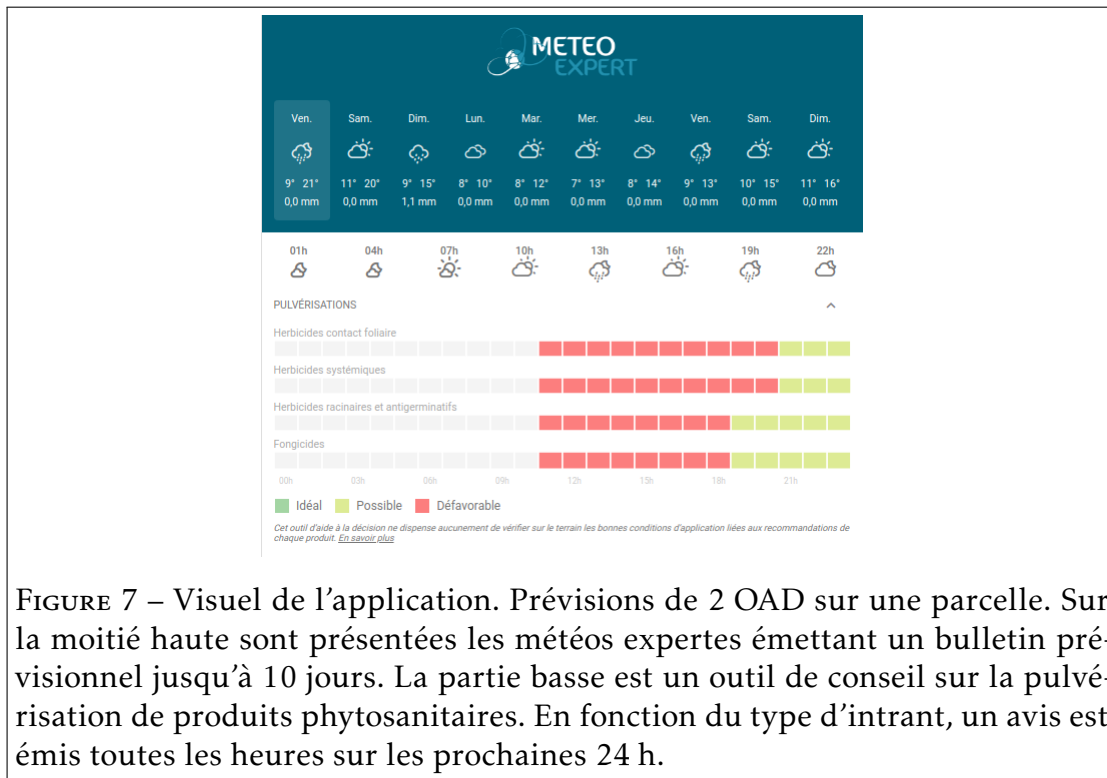 METEO
EXPERT
Ven. Sam. Dim. Lun. Mar. Mer. Jeu. Ven. Sam. Dim.
9° 21° 11° 20° 9° 15° 8° 10° 8° 12° 7° 13° 8° 14° 9° 13° 10° 15° 11° 16°
0,0 mm 0,0 mm 1,1 mm 0,0 mm 0,0 mm 0,0 mm 0,0 mm 0,0 mm 0,0 mm 0,0 mm
01h 04h 07h 10h 13h 16h 19h 22h
PULVÉRISATIONS
Herbicides contact foliaire
Herbicides systémiques
Herbicides racinaires et antigerminatifs
Fongicides
00h 03h 06h 09h 12h 15h 18h 21h
Idéal Possible Défavorable
Cet outil d'aide à la décision ne dispense aucunement de vérifier sur le terrain les bonnes conditions d'application liées aux recommandations de
chaque produit. En savoir plus
FIGURE 7 – Visuel de l'application. Prévisions de 2 OAD sur une parcelle. Sur
la moitié haute sont présentées les météos expertes émettant un bulletin pré-
visionnel jusqu'à 10 jours. La partie basse est un outil de conseil sur la pulvé-
risation de produits phytosanitaires. En fonction du type d'intrant, un avis est
émis toutes les heures sur les prochaines 24 h.